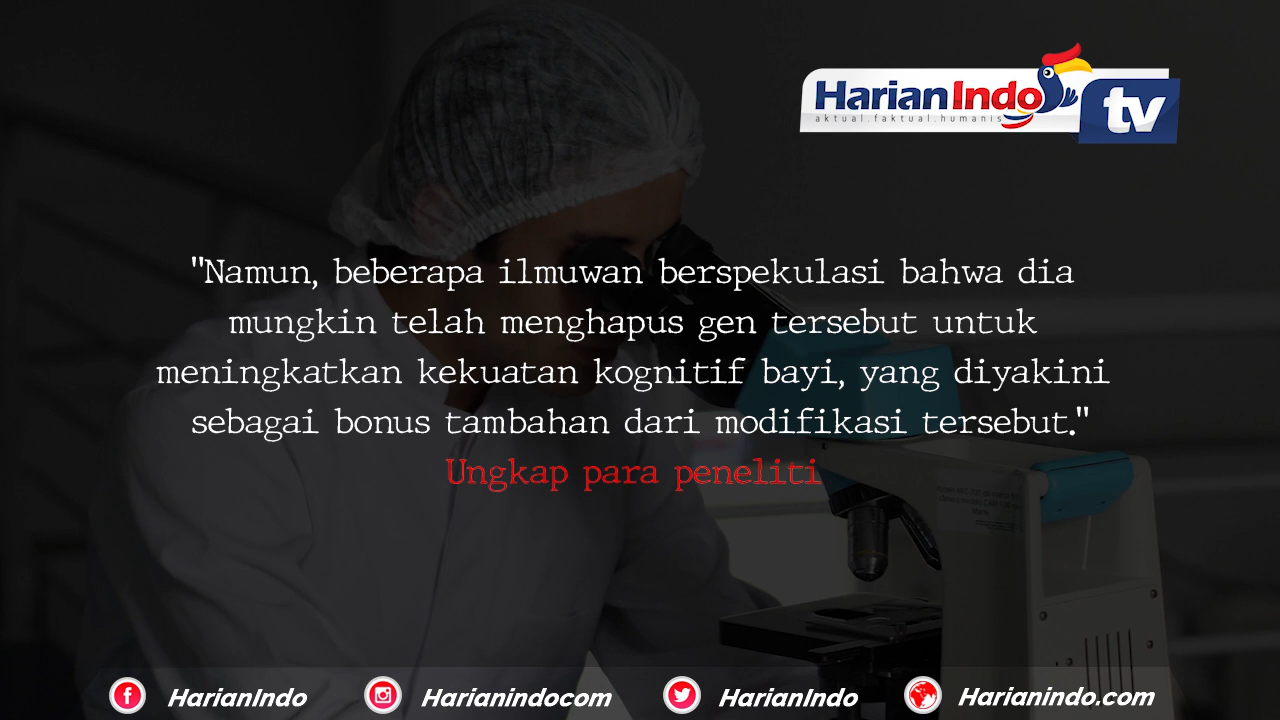 HarianIndo tv
aktual.faktual.humanis
"Namun, beberapa ilmuwan berspekulasi bahwa dia
mungkin telah menghapus gen tersebut untuk
meningkatkan kekuatan kognitif bayi, yang diyakini
sebagai bonus tambahan dari modifikasi tersebut."
Ungkap para peneliti
HarianIndo
Harianindocom
HarianIndo
Harianindo.com